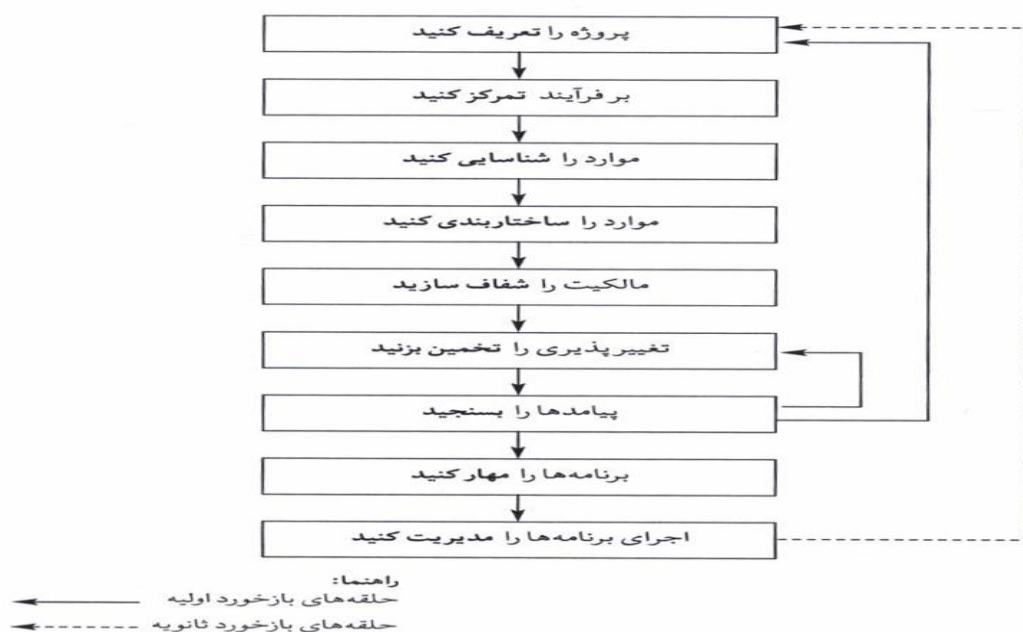 پروژه را تعریف کنید
بر فرآیند تمرکز کنید
موارد را شناسایی کنید
موارد را ساختاربندی کنید
مالکیت را شفاف سازید
تغییرپذیری را تخمین بزنید
پیامدها را بسنجید
برنامه‌ها را مهار کنید
اجرای برنامه‌ها را مدیریت کنید
راهنما:
حلقه‌های بازخورد اولیه
حلقه‌های بازخورد ثانویه